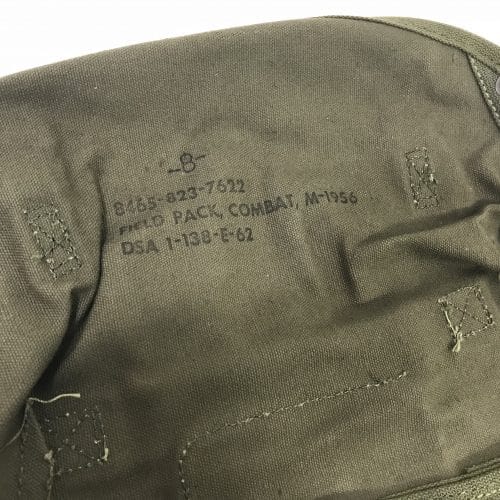 -8-
8465-823-7622
FIELD PACK, COMBAT, M-1956
DSA 1-138-E-62